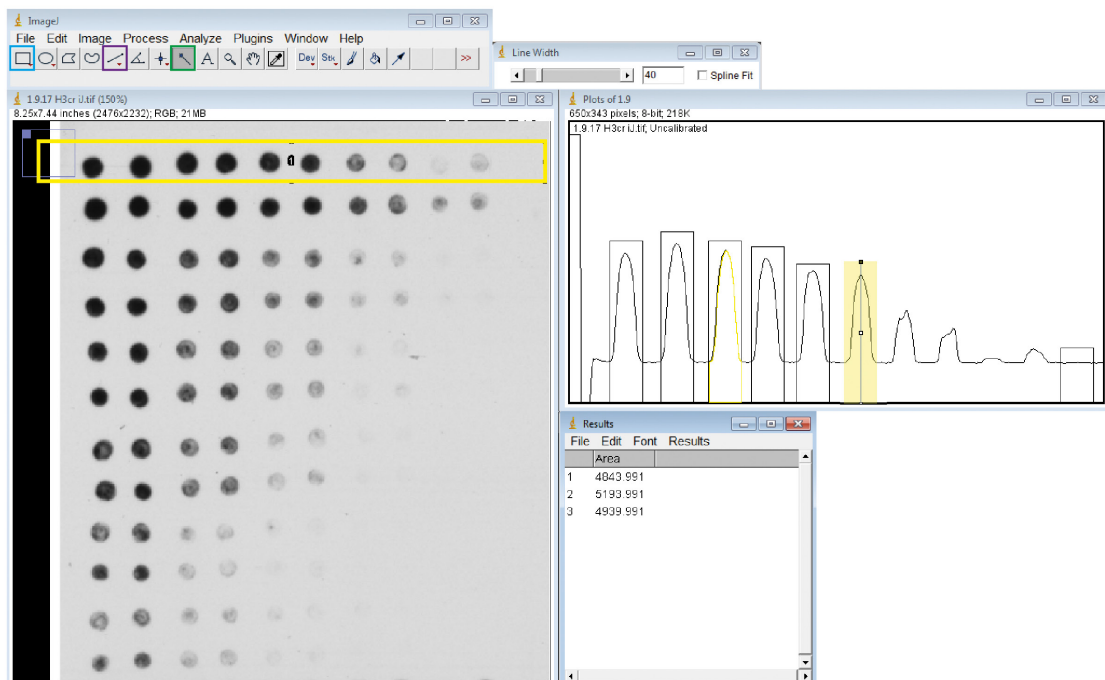 ImageJ
File Edit Image Process Analyze Plugins Window Help
A Dev Stk >>
Line Width
40 Spline Fit
1.9.17 H3cr iJ.tif (150%)
8.25x7.44 inches (2476x2232); RGB; 21MB
1
Plots of 1.9
650x343 pixels; 8-bit; 218K
1.9.17 H3cr iJ.tif, Uncalibrated
Results
File Edit Font Results
Area
1 4843.991
2 5193.991
3 4939.991